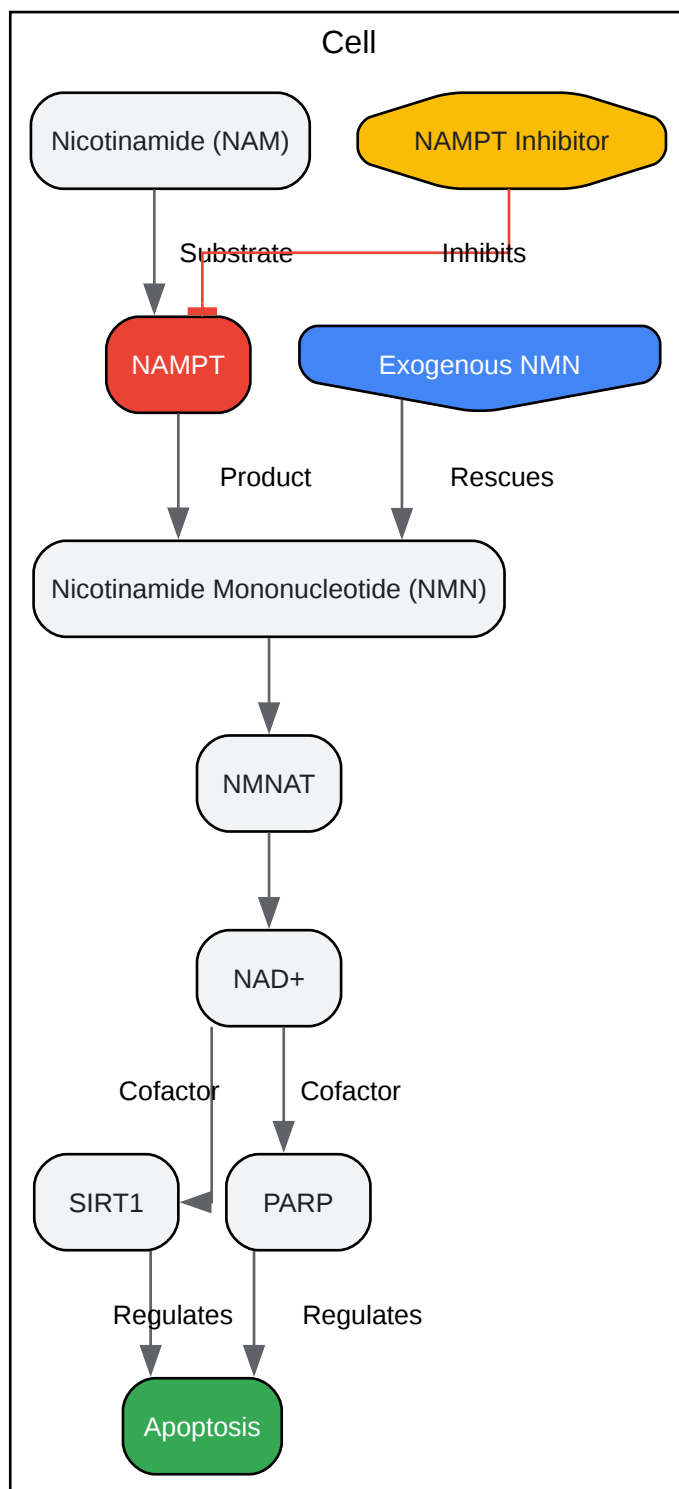 Cell
Nicotinamide (NAM)
NAMPT Inhibitor
Substrate
Inhibits
NAMPT
Exogenous NMN
Product
Rescues
Nicotinamide Mononucleotide (NMN)
NMNAT
NAD+
Cofactor
Cofactor
SIRT1
PARP
Regulates
Regulates
Apoptosis